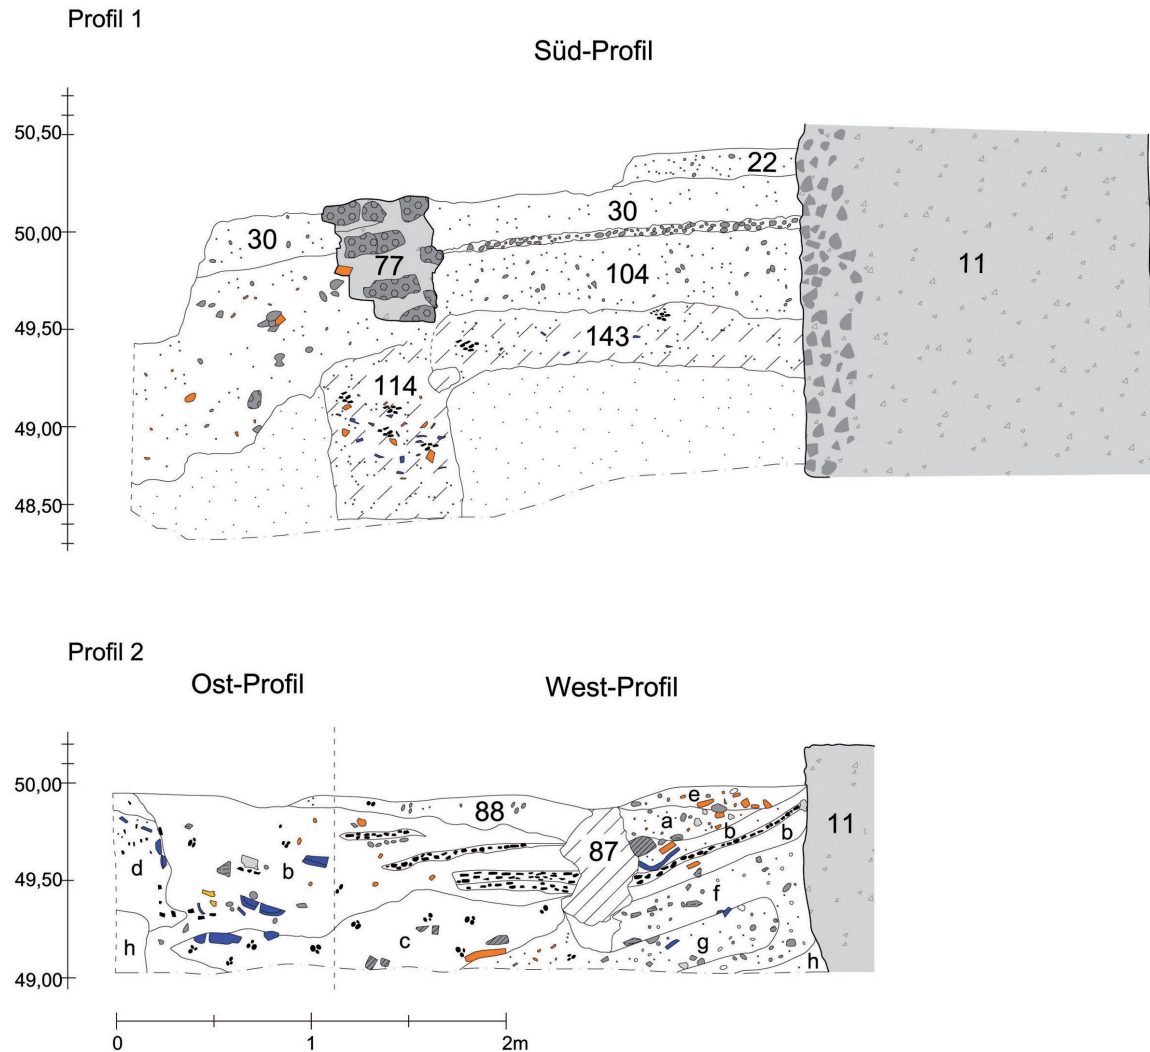 Profil 1
Süd-Profil
50,50
22
30
50,00
30
77
104
11
49,50
143
114
49,00
48,50
Profil 2
Ost-Profil West-Profil
50,00
88
e
a
b
b
11
87
d
b
49,50
f
c
g
h
h
49,00
0 1 2m